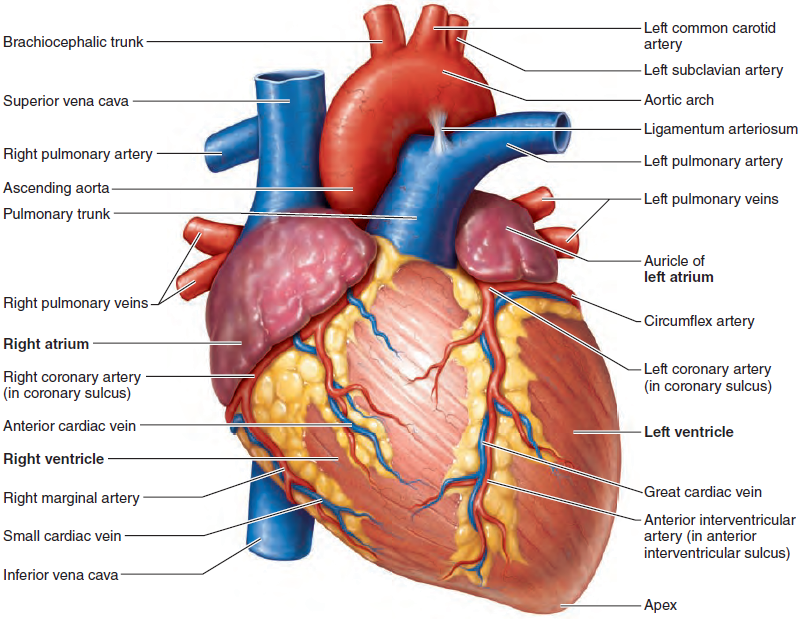 Brachiocephalic trunk
Superior vena cava
Right pulmonary artery
Ascending aorta
Pulmonary trunk
Right pulmonary veins
Right atrium
Right coronary artery
(in coronary sulcus)
Anterior cardiac vein
Right ventricle
Right marginal artery
Small cardiac vein
Inferior vena cava
Left common carotid
artery
Left subclavian artery
Aortic arch
Ligamentum arteriosum
Left pulmonary artery
Left pulmonary veins
Auricle of
left atrium
Circumflex artery
Left coronary artery
(in coronary sulcus)
Left ventricle
Great cardiac vein
Anterior interventricular
artery (in anterior
interventricular sulcus)
Apex